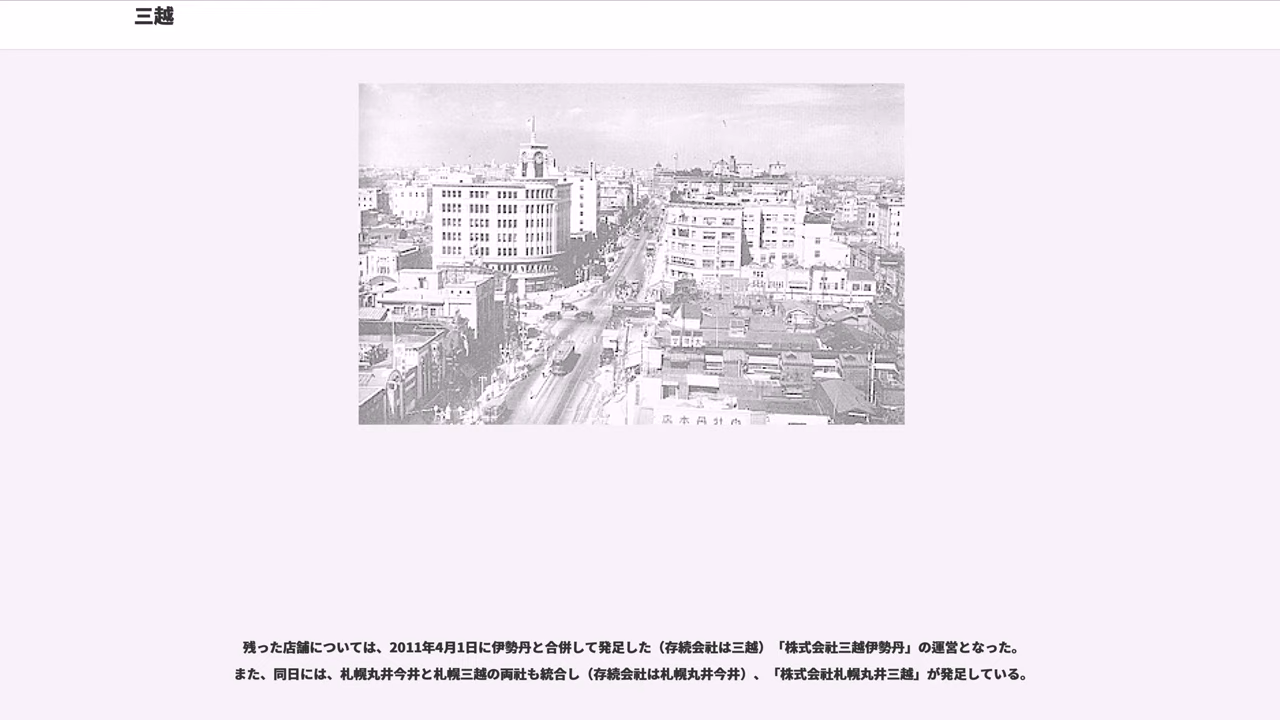 三越
残った店舗については、2011年4月1日に伊勢丹と合併して発足した（存続会社は三越）「株式会社三越伊勢丹」の運営となった。
また、同日には、札幌丸井今井と札幌三越の両社も統合し（存続会社は札幌丸井今井）、「株式会社札幌丸井三越」が発足している。